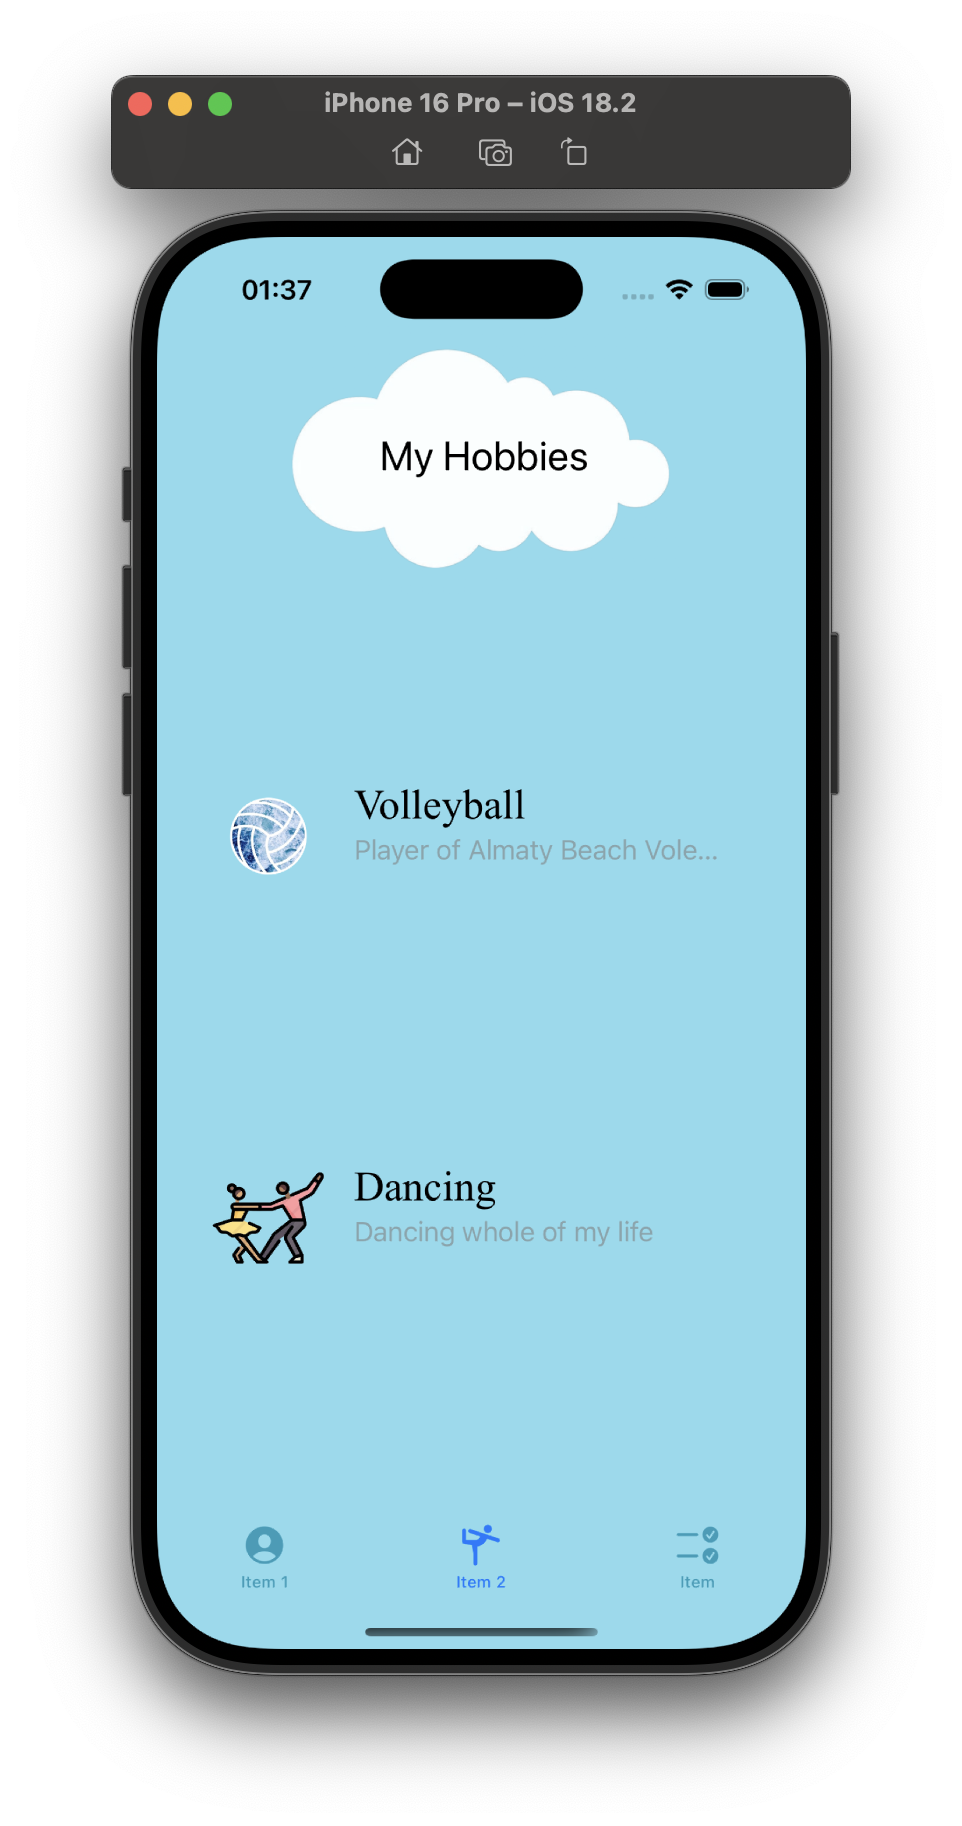 iPhone 16 Pro – iOS 18.2
01:37
My Hobbies
Volleyball
Player of Almaty Beach Vole...
Dancing
Dancing whole of my life
Item 1
Item 2
Item